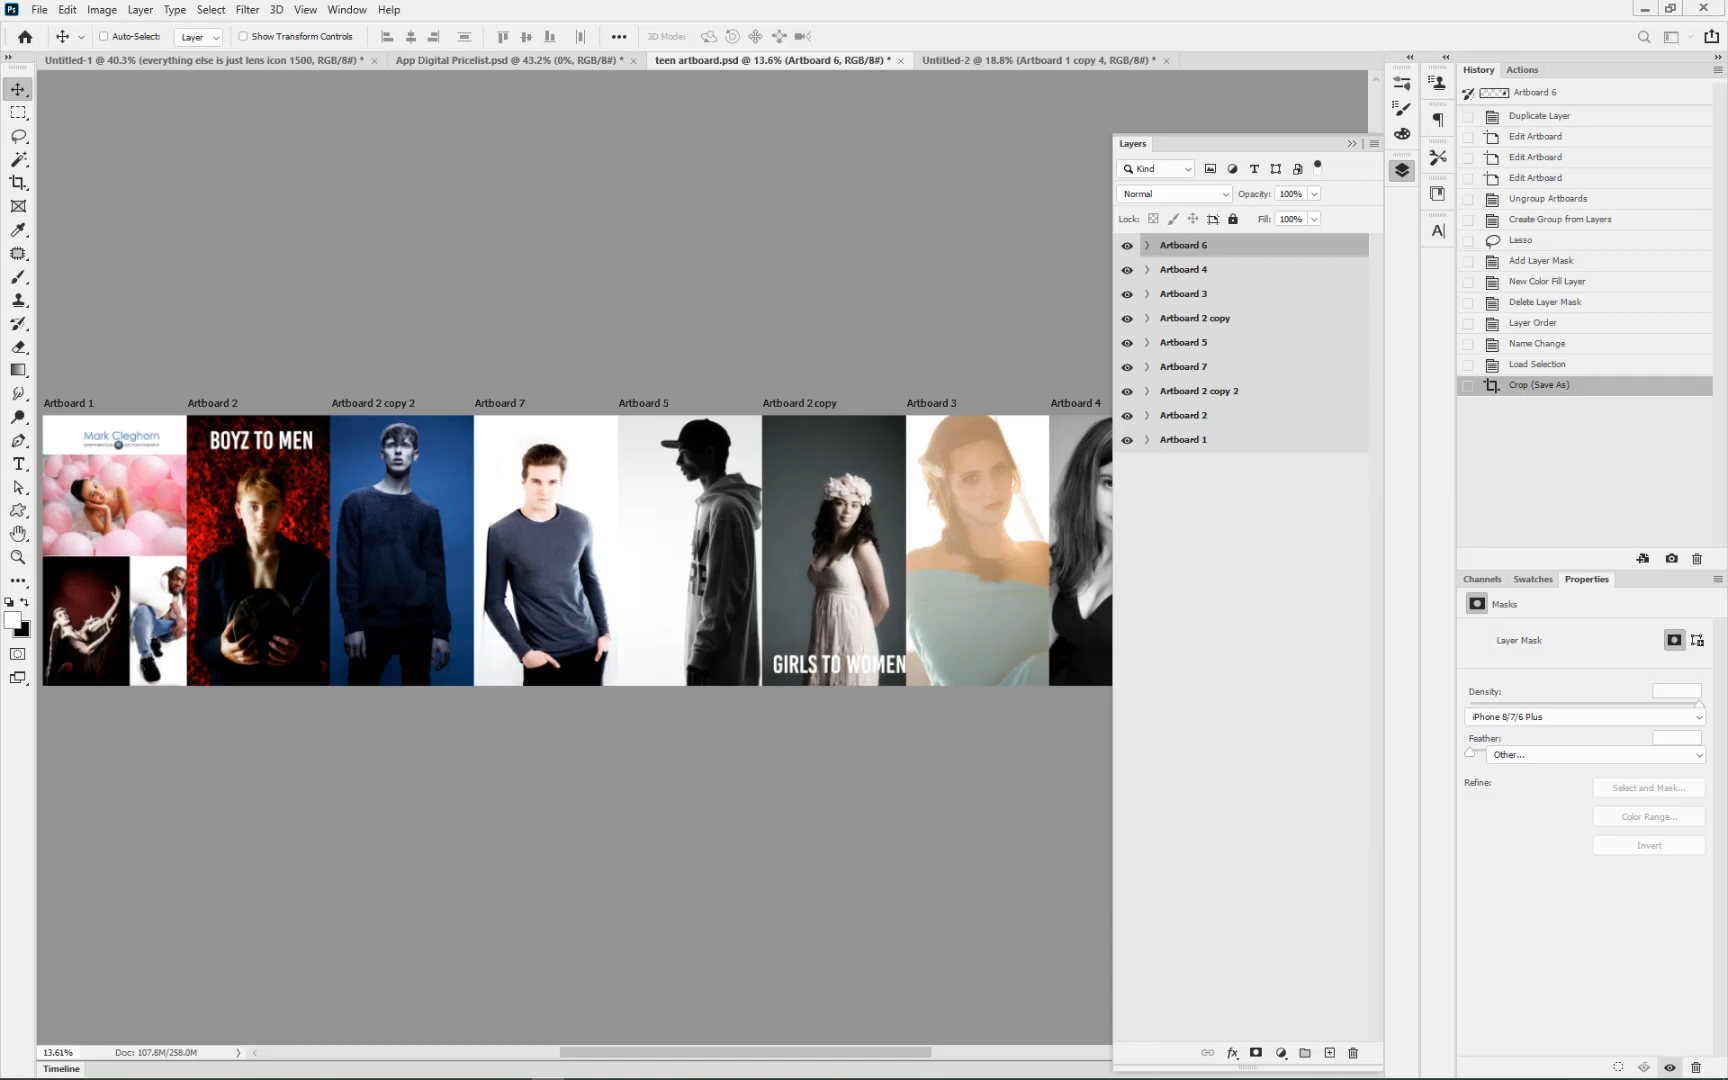 Ps File Edit Image Layer Type Select Filter 3D View Window Help
Auto-Select: Layer Show Transform Controls 3D Mode:
Untitled-1 @ 40.3% (everything else is just lens icon 1500, RGB/8#) * App Digital Pricelist.psd @ 43.2% (0%, RGB/8#) * teen artboard.psd @ 13.6% (Artboard 6, RGB/8#) * Untitled-2 @ 18.8% (Artboard 1 copy 4, RGB/8#) *
Artboard 1 Artboard 2 Artboard 2 copy 2 Artboard 7 Artboard 5 Artboard 2 copy Artboard 3 Artboard 4
Mark Cleghorn
BOYZ TO MEN
GIRLS TO WOMEN
13.61% Doc: 107.8M/258.0M
Timeline
Layers
Kind
Normal Opacity: 100%
Lock: Fill: 100%
Artboard 6
Artboard 4
Artboard 3
Artboard 2 copy
Artboard 5
Artboard 7
Artboard 2 copy 2
Artboard 2
Artboard 1
History Actions
Artboard 6
Duplicate Layer
Edit Artboard
Edit Artboard
Edit Artboard
Ungroup Artboards
Create Group from Layers
Lasso
Add Layer Mask
New Color Fill Layer
Delete Layer Mask
Layer Order
Name Change
Load Selection
Crop (Save As)
Channels Swatches Properties
Masks
Layer Mask
Density:
iPhone 8/7/6 Plus
Feather:
Other...
Refine: Select and Mask...
Color Range...
Invert